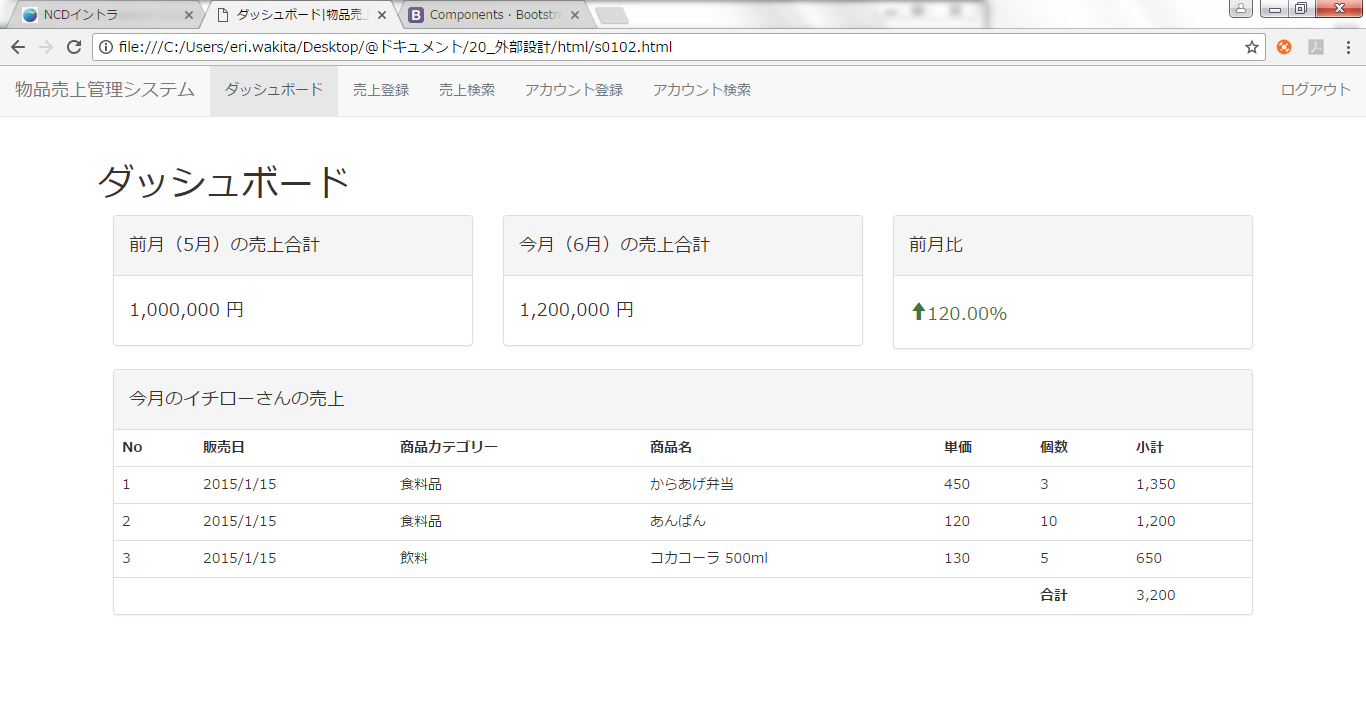 NCDイントラ
ダッシュボード|物品売上
Components · Bootstra
file:///C:/Users/eri.wakita/Desktop/@ドキュメント/20_外部設計/html/s0102.html
物品売上管理システム ダッシュボード 売上登録 売上検索 アカウント登録 アカウント検索 ログアウト
ダッシュボード
前月（5月）の売上合計
1,000,000 円
今月（6月）の売上合計
1,200,000 円
前月比
120.00%
今月のイチローさんの売上
No 販売日 商品カテゴリー 商品名 単価 個数 小計
1 2015/1/15 食料品 からあげ弁当 450 3 1,350
2 2015/1/15 食料品 あんぱん 120 10 1,200
3 2015/1/15 飲料 コカコーラ 500ml 130 5 650
合計 3,200